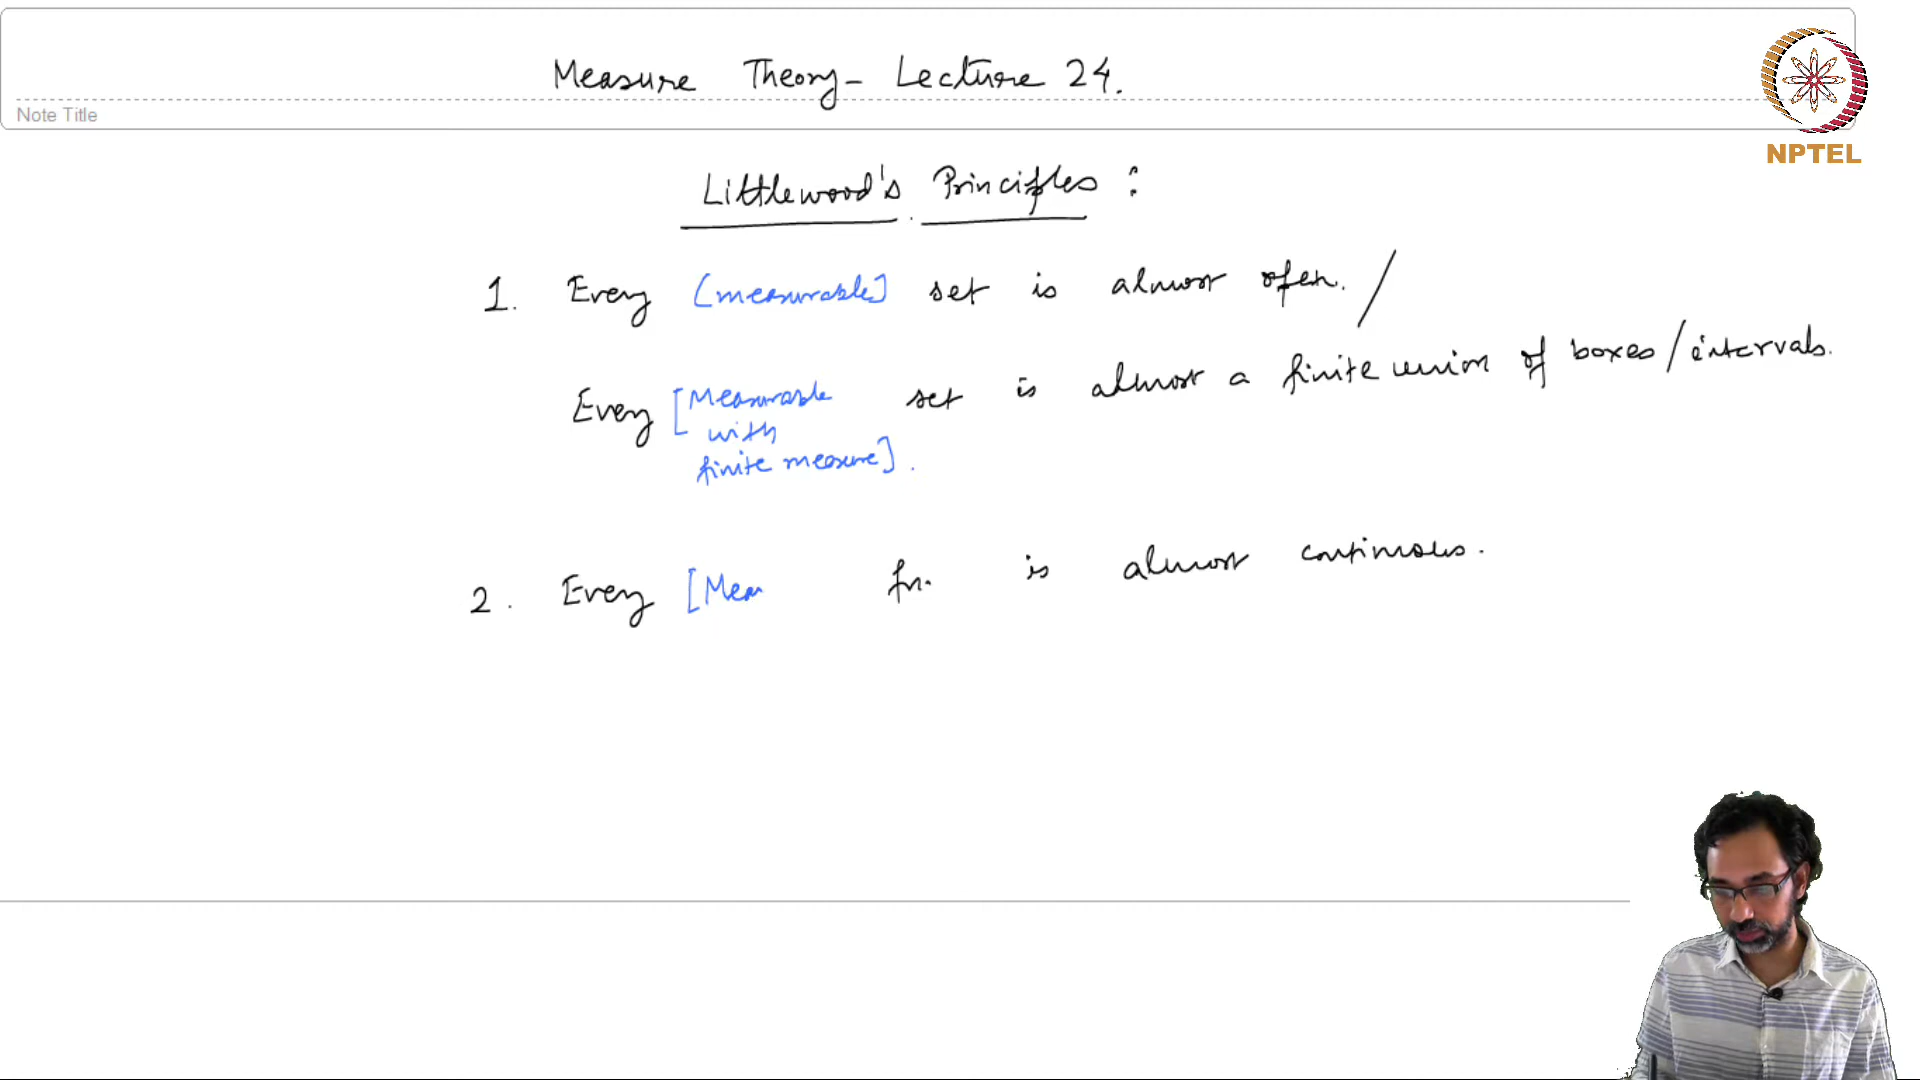 Measure Theory - Lecture 24.
Note Title
NPTEL
Littlewood's Principles :
1. Every [measurable] set is almost open. /
Every [Measurable set is almost a finite union of boxes/intervals.
with
finite measure].
2. Every [Mea fn. is almost continuous.